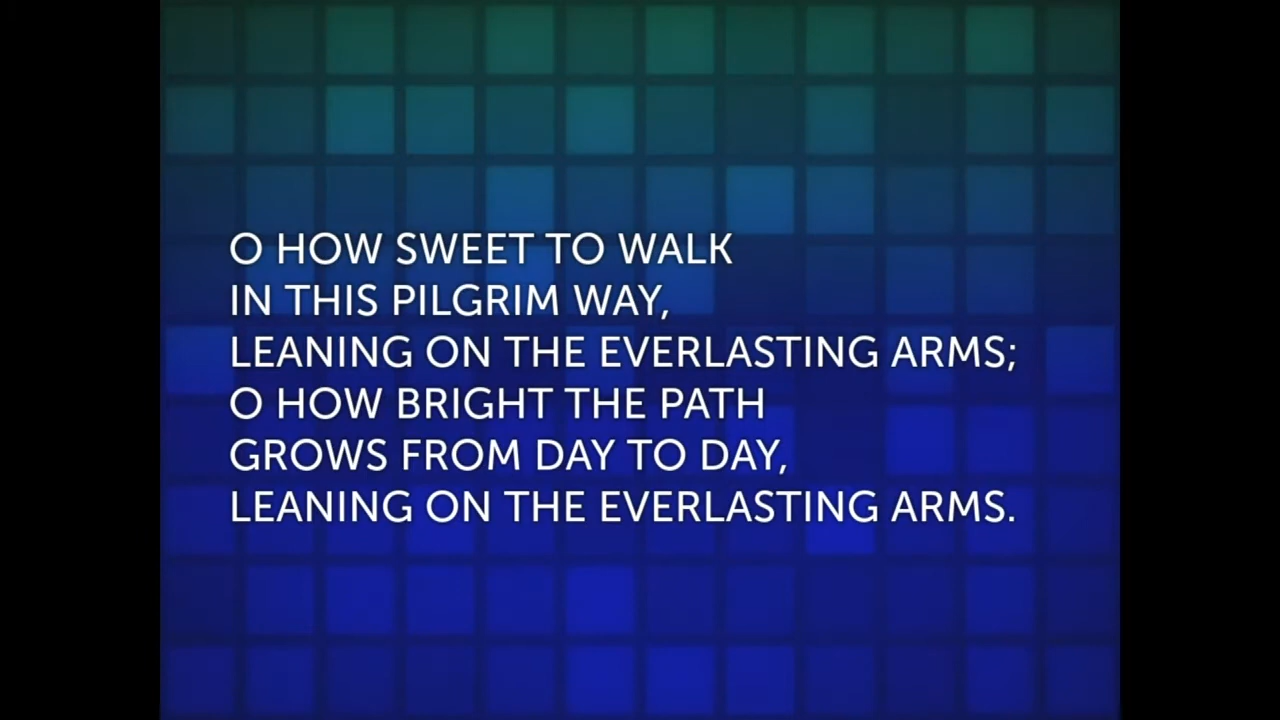 O HOW SWEET TO WALK
IN THIS PILGRIM WAY,
LEANING ON THE EVERLASTING ARMS;
O HOW BRIGHT THE PATH
GROWS FROM DAY TO DAY,
LEANING ON THE EVERLASTING ARMS.